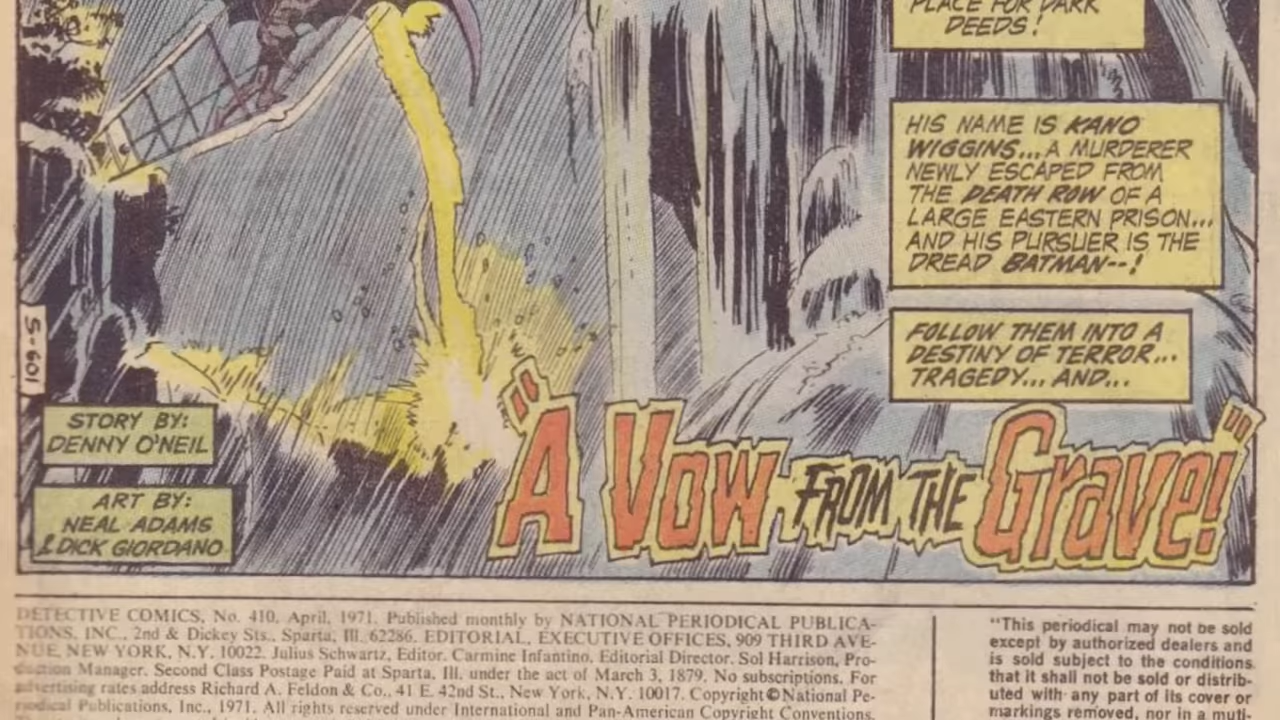 PLACE FOR DARK
DEEDS!
HIS NAME IS KANO
WIGGINS...A MURDERER
NEWLY ESCAPED FROM
THE DEATH ROW OF A
LARGE EASTERN PRISON...
AND HIS PURSUER IS THE
DREAD BATMAN--!
FOLLOW THEM INTO A
DESTINY OF TERROR...
TRAGEDY... AND...
S-601
STORY BY:
DENNY O'NEIL
ART BY:
NEAL ADAMS
& DICK GIORDANO
"A VOW FROM THE GRAVE!"
DETECTIVE COMICS, No. 410, April, 1971. Published monthly by NATIONAL PERIODICAL PUBLICA-
TIONS, INC., 2nd & Dickey Sts., Sparta, Ill. 62286. EDITORIAL, EXECUTIVE OFFICES, 909 THIRD AVE-
NUE, NEW YORK, N.Y. 10022. Julius Schwartz, Editor. Carmine Infantino, Editorial Director. Sol Harrison, Pro-
duction Manager. Second Class Postage Paid at Sparta, Ill. under the act of March 3, 1879. No subscriptions. For
advertising rates address Richard A. Feldon & Co., 41 E. 42nd St., New York, N.Y. 10017. Copyright © National Pe-
riodical Publications, Inc., 1971. All rights reserved under International and Pan-American Copyright Conventions.
"This periodical may not be sold
except by authorized dealers and
is sold subject to the conditions
that it shall not be sold or distrib-
uted with any part of its cover or
markings removed, nor in a muti-